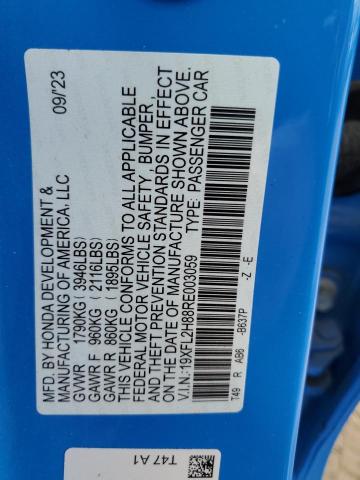 MFD. BY HONDA DEVELOPMENT & 09/'23
MANUFACTURING OF AMERICA, LLC
GVWR 1790KG (3946LBS)
GAWR F 960KG (2116LBS)
GAWR R 860KG (1895LBS)
THIS VEHICLE CONFORMS TO ALL APPLICABLE
FEDERAL MOTOR VEHICLE SAFETY, BUMPER,
AND THEFT PREVENTION STANDARDS IN EFFECT
ON THE DATE OF MANUFACTURE SHOWN ABOVE.
V.I.N.:19XFL2H88RE003059 TYPE: PASSENGER CAR
T49 R AB6 -B637P -Z -E
T47 A1